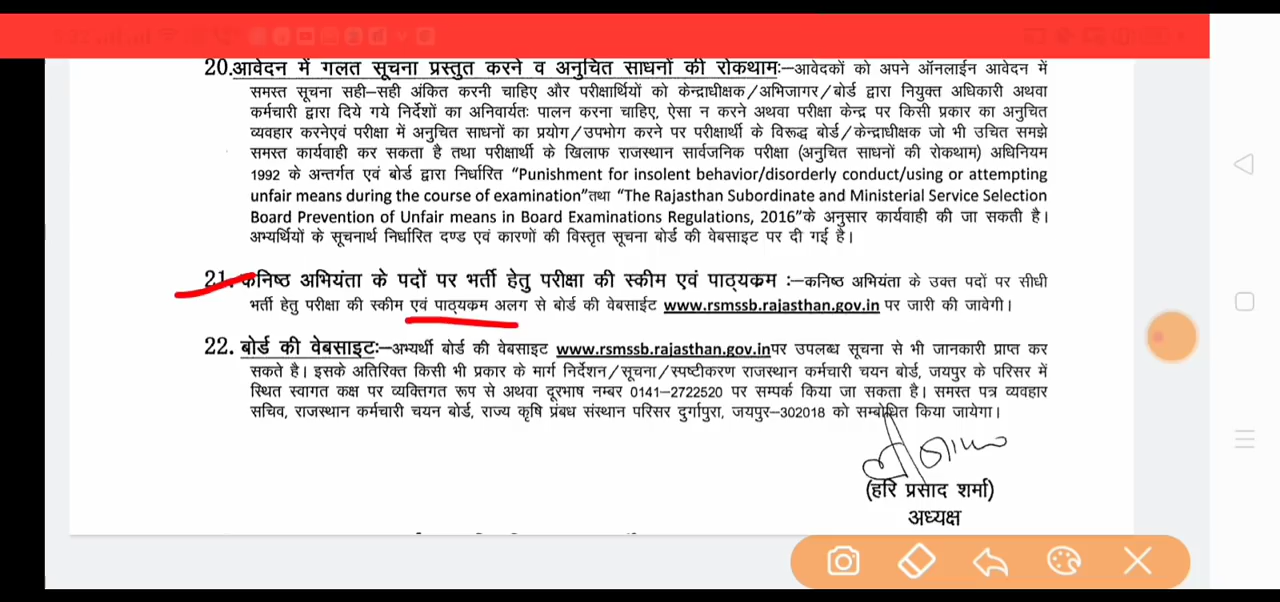 20.आवेदन में गलत सूचना प्रस्तुत करने व अनुचित साधनों की रोकथामः–आवेदकों को अपने ऑनलाईन आवेदन में
समस्त सूचना सही–सही अंकित करनी चाहिए और परीक्षार्थियों को केन्द्राधीक्षक/अभिजागर/बोर्ड द्वारा नियुक्त अधिकारी अथवा
कर्मचारी द्वारा दिये गये निर्देशों का अनिवार्यतः पालन करना चाहिए, ऐसा न करने अथवा परीक्षा केन्द्र पर किसी प्रकार का अनुचित
व्यवहार करनेएवं परीक्षा में अनुचित साधनों का प्रयोग/उपभोग करने पर परीक्षार्थी के विरूद्ध बोर्ड/केन्द्राधीक्षक जो भी उचित समझे
समस्त कार्यवाही कर सकता है तथा परीक्षार्थी के खिलाफ राजस्थान सार्वजनिक परीक्षा (अनुचित साधनों की रोकथाम) अधिनियम
1992 के अन्तर्गत एवं बोर्ड द्वारा निर्धारित “Punishment for insolent behavior/disorderly conduct/using or attempting
unfair means during the course of examination”तथा “The Rajasthan Subordinate and Ministerial Service Selection
Board Prevention of Unfair means in Board Examinations Regulations, 2016”के अनुसार कार्यवाही की जा सकती है।
अभ्यर्थियों के सूचनार्थ निर्धारित दण्ड एवं कारणों की विस्तृत सूचना बोर्ड की वेबसाइट पर दी गई है।
21. कनिष्ठ अभियंता के पदों पर भर्ती हेतु परीक्षा की स्कीम एवं पाठ्यकम :–कनिष्ठ अभियंता के उक्त पदों पर सीधी
भर्ती हेतु परीक्षा की स्कीम एवं पाठ्यकम अलग से बोर्ड की वेबसाईट www.rsmssb.rajasthan.gov.in पर जारी की जावेगी।
22. बोर्ड की वेबसाइटः–अभ्यर्थी बोर्ड की वेबसाइट www.rsmssb.rajasthan.gov.inपर उपलब्ध सूचना से भी जानकारी प्राप्त कर
सकते है। इसके अतिरिक्त किसी भी प्रकार के मार्ग निर्देशन/सूचना/स्पष्टीकरण राजस्थान कर्मचारी चयन बोर्ड, जयपुर के परिसर में
स्थित स्वागत कक्ष पर व्यक्तिगत रूप से अथवा दूरभाष नम्बर 0141–2722520 पर सम्पर्क किया जा सकता है। समस्त पत्र व्यवहार
सचिव, राजस्थान कर्मचारी चयन बोर्ड, राज्य कृषि प्रंबध संस्थान परिसर दुर्गापुरा, जयपुर–302018 को सम्बोधित किया जायेगा।
(हरि प्रसाद शर्मा)
अध्यक्ष